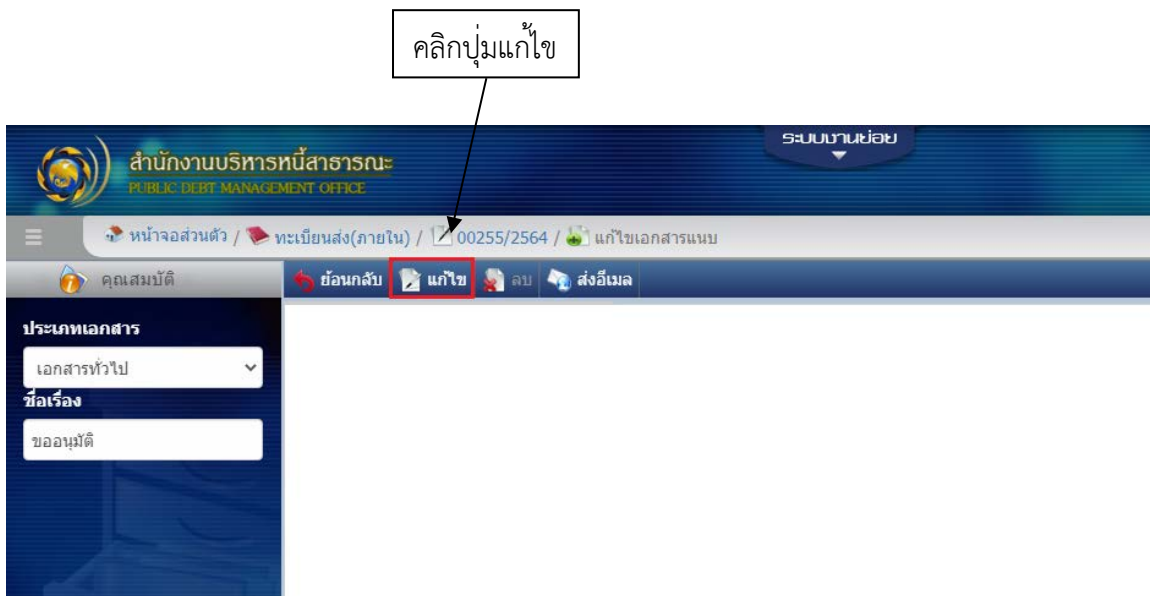 คลิกปุ่มแก้ไข
ระบบงานย่อย
สำนักงานบริหารหนี้สาธารณะ
PUBLIC DEBT MANAGEMENT OFFICE
หน้าจอส่วนตัว / ทะเบียนส่ง(ภายใน) / 00255/2564 / แก้ไขเอกสารแนบ
คุณสมบัติ ย้อนกลับ แก้ไข ลบ ส่งอีเมล
ประเภทเอกสาร
เอกสารทั่วไป
ชื่อเรื่อง
ขออนุมัติ